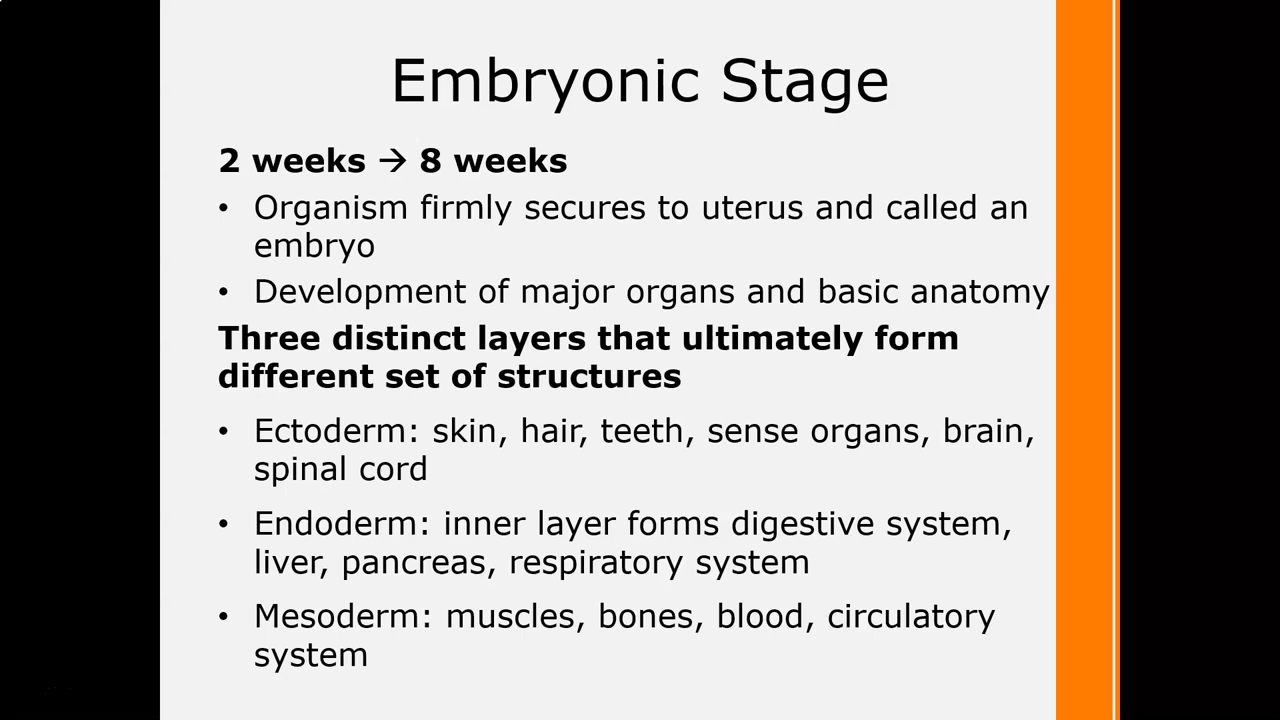 Embryonic Stage
2 weeks → 8 weeks
• Organism firmly secures to uterus and called an
embryo
• Development of major organs and basic anatomy
Three distinct layers that ultimately form
different set of structures
• Ectoderm: skin, hair, teeth, sense organs, brain,
spinal cord
• Endoderm: inner layer forms digestive system,
liver, pancreas, respiratory system
• Mesoderm: muscles, bones, blood, circulatory
system